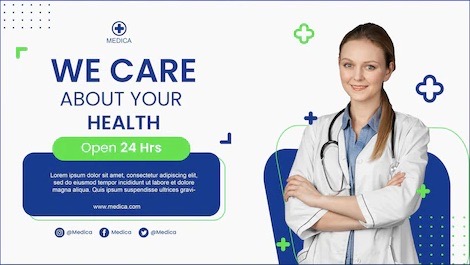 MEDICA
WE CARE
ABOUT YOUR
HEALTH
Open 24 Hrs
Lorem ipsum dolor sit amet, consectetur adipiscing elit,
sed do eiusmod tempor incididunt ut labore et dolore
magna aliqua. Quis ipsum suspendisse ultrices gravi-
www.medica.com
@Medica @Medica @Medica